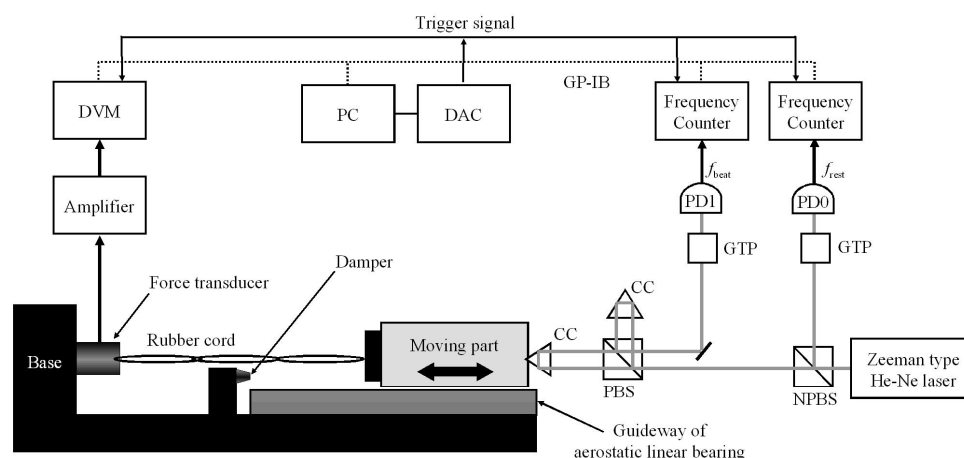 Trigger signal
GP-IB
DVM
PC
DAC
Frequency
Counter
Frequency
Counter
fbeat
frest
Amplifier
PD1
PD0
GTP
GTP
Damper
Force transducer
CC
CC
Rubber cord
Base
Moving part
PBS
NPBS
Zeeman type
He-Ne laser
Guideway of
aerostatic linear bearing